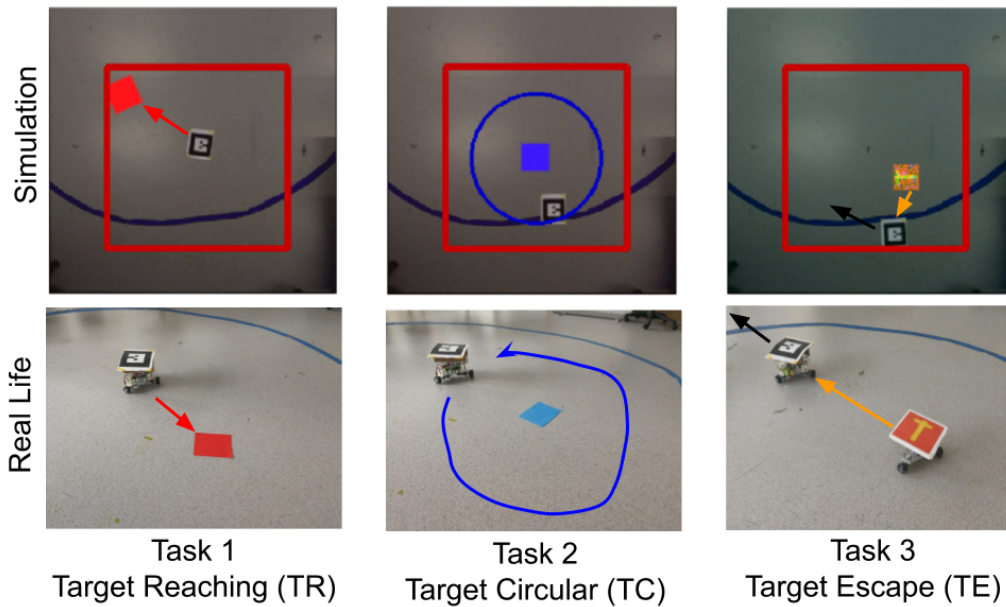 Simulation
Real Life
Task 1
Target Reaching (TR)
Task 2
Target Circular (TC)
Task 3
Target Escape (TE)
E
E
E
E
E
E
T